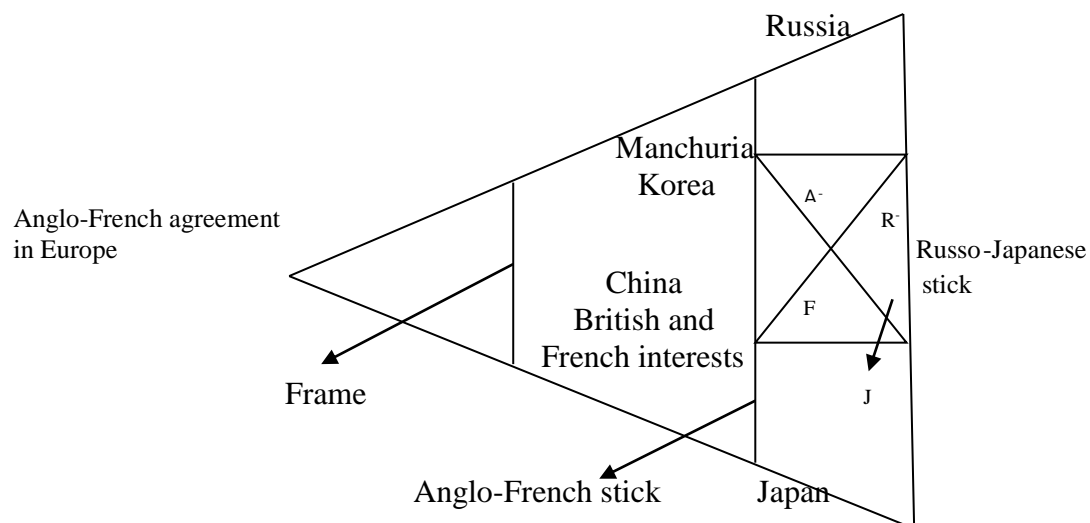 Russia
Manchuria
Korea
A-
R-
Anglo-French agreement
in Europe
Russo-Japanese
stick
China
British and
French interests
F
Frame
J
Anglo-French stick
Japan